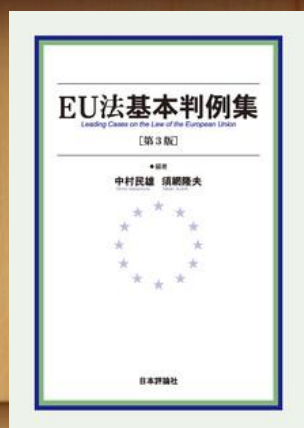 EU法基本判例集
Leading Cases on the Law of the European Union
［第3版］
◆編著
中村民雄 須網隆夫
日本評論社